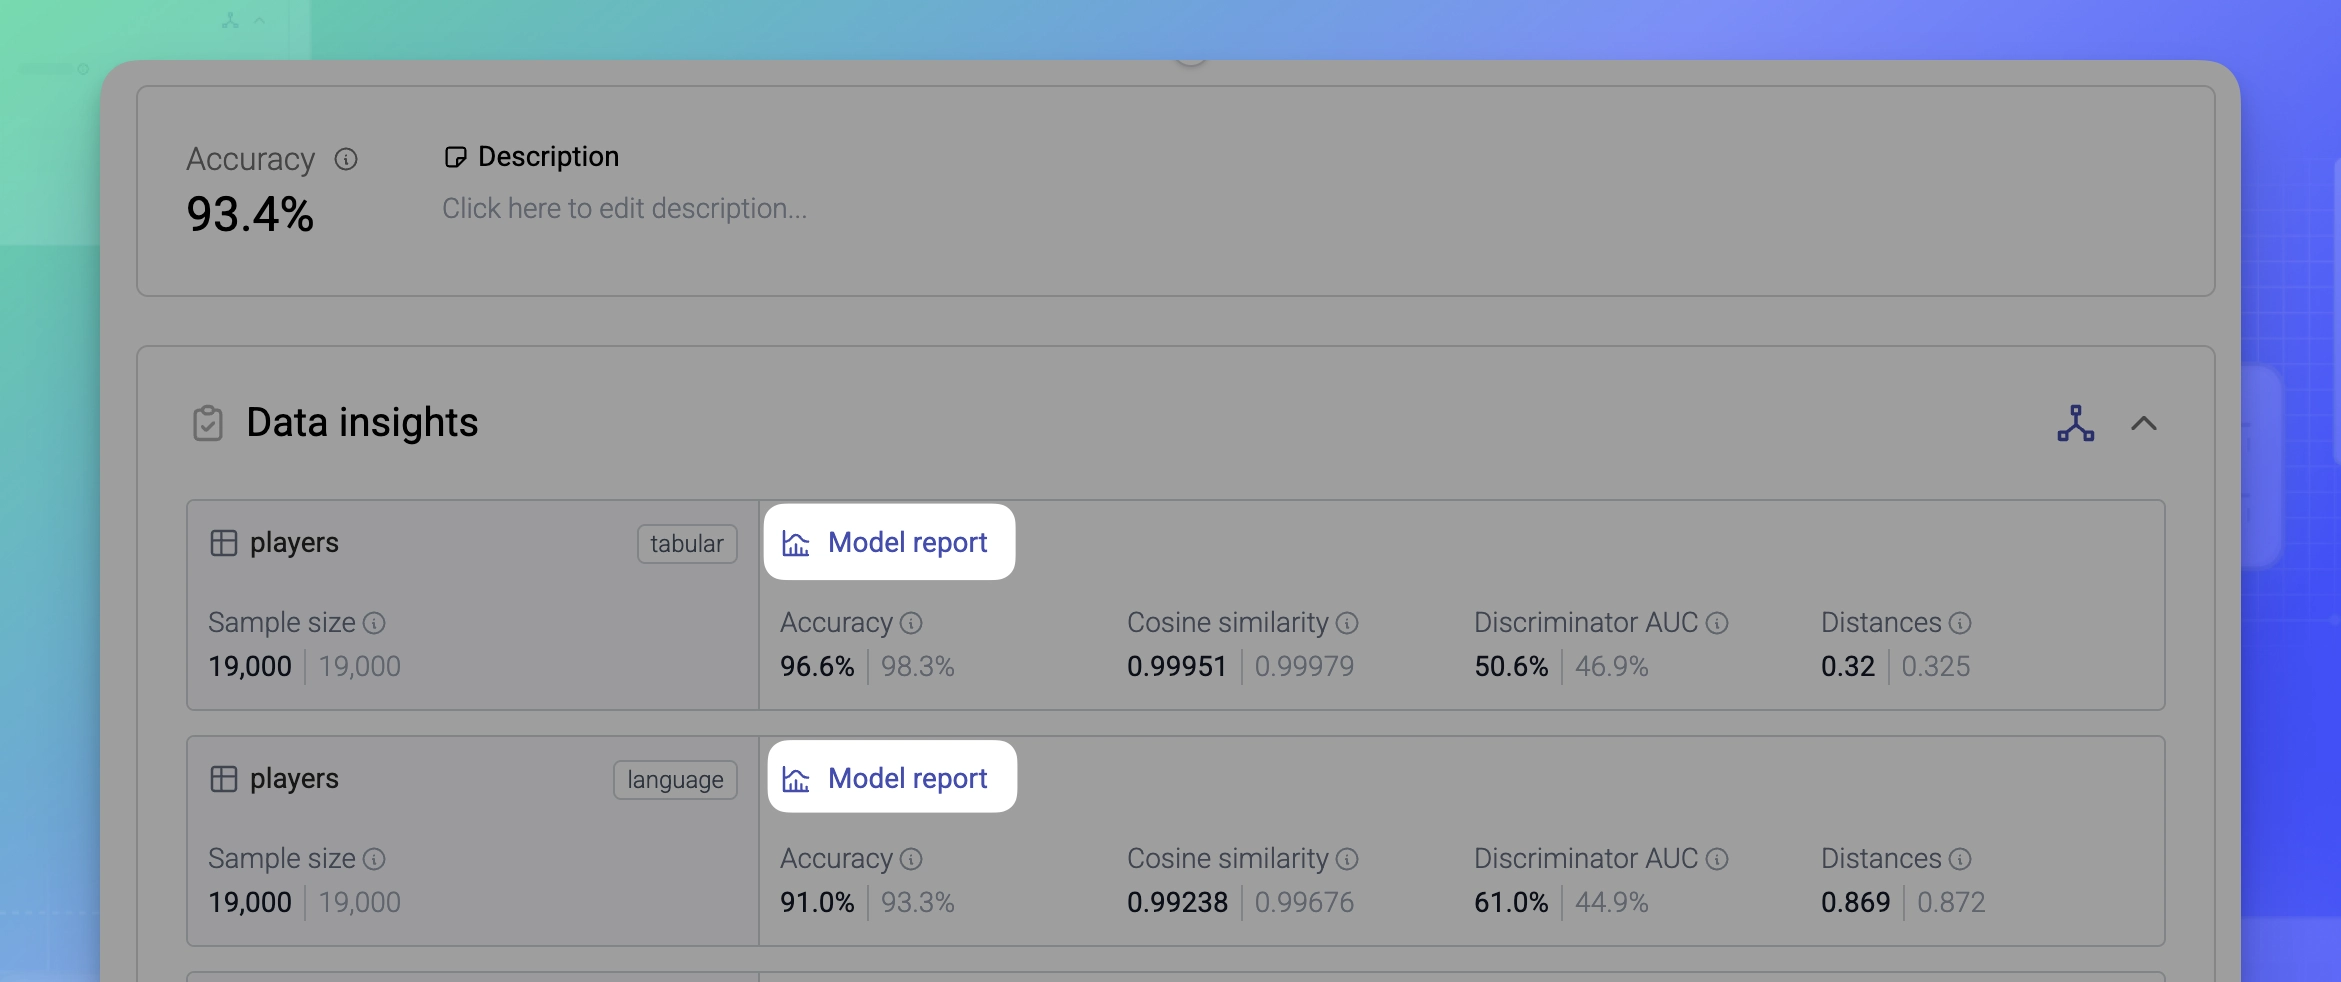 Accuracy
93.4%
Description
Click here to edit description...
Data insights
players
tabular
Model report
Sample size
19,000 | 19,000
Accuracy
96.6% | 98.3%
Cosine similarity
0.99951 | 0.99979
Discriminator AUC
50.6% | 46.9%
Distances
0.32 | 0.325
players
language
Model report
Sample size
19,000 | 19,000
Accuracy
91.0% | 93.3%
Cosine similarity
0.99238 | 0.99676
Discriminator AUC
61.0% | 44.9%
Distances
0.869 | 0.872